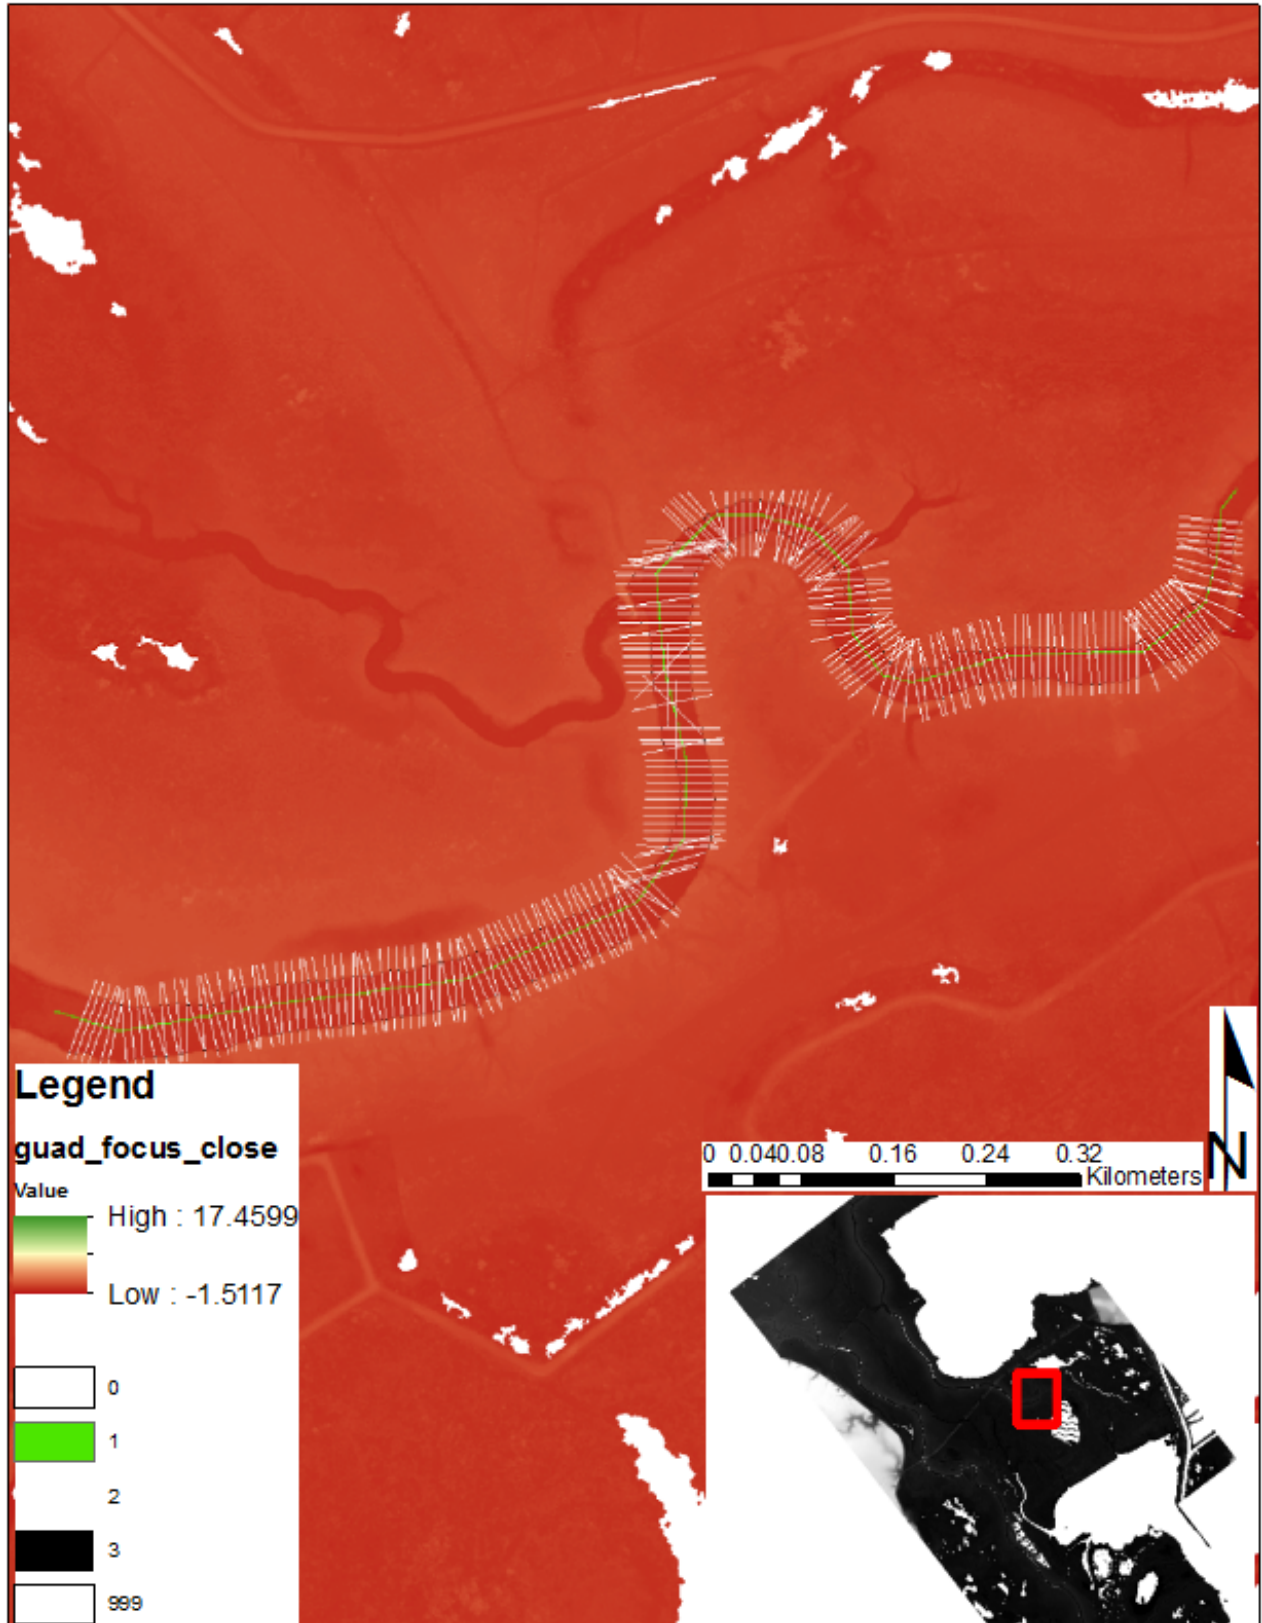 Legend
guad_focus_close
Value
High : 17.4599
Low : -1.5117
0
1
2
3
999
0 0.040.08 0.16 0.24 0.32
Kilometers
N